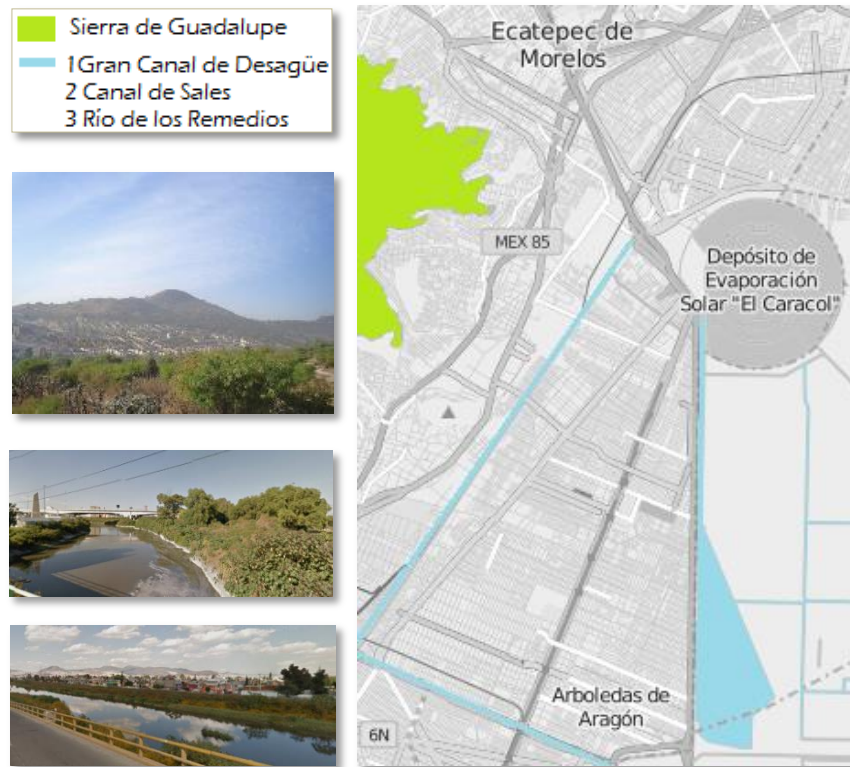 Sierra de Guadalupe
1Gran Canal de Desagüe
2 Canal de Sales
3 Río de los Remedios
Ecatepec de
Morelos
MEX 85
Depósito de
Evaporación
Solar "El Caracol"
Arboledas de
Aragón
6N